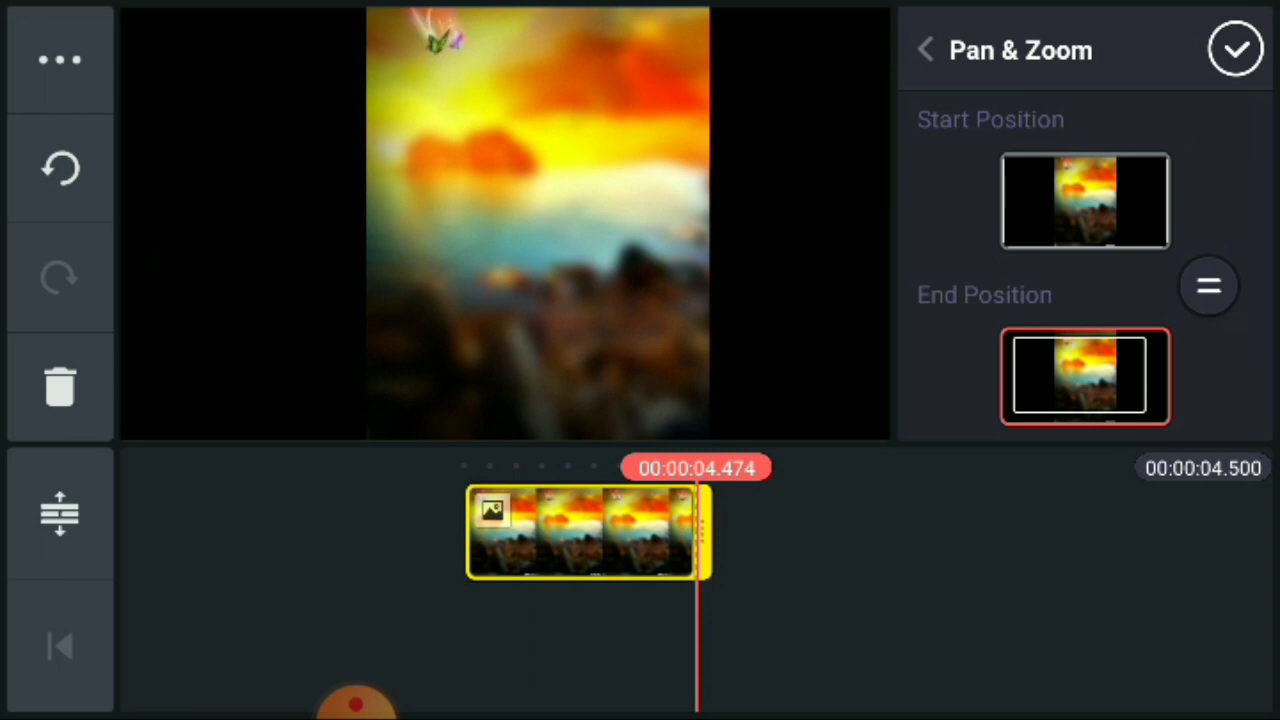 Pan & Zoom
Start Position
End Position
00:00:04.474
00:00:04.500